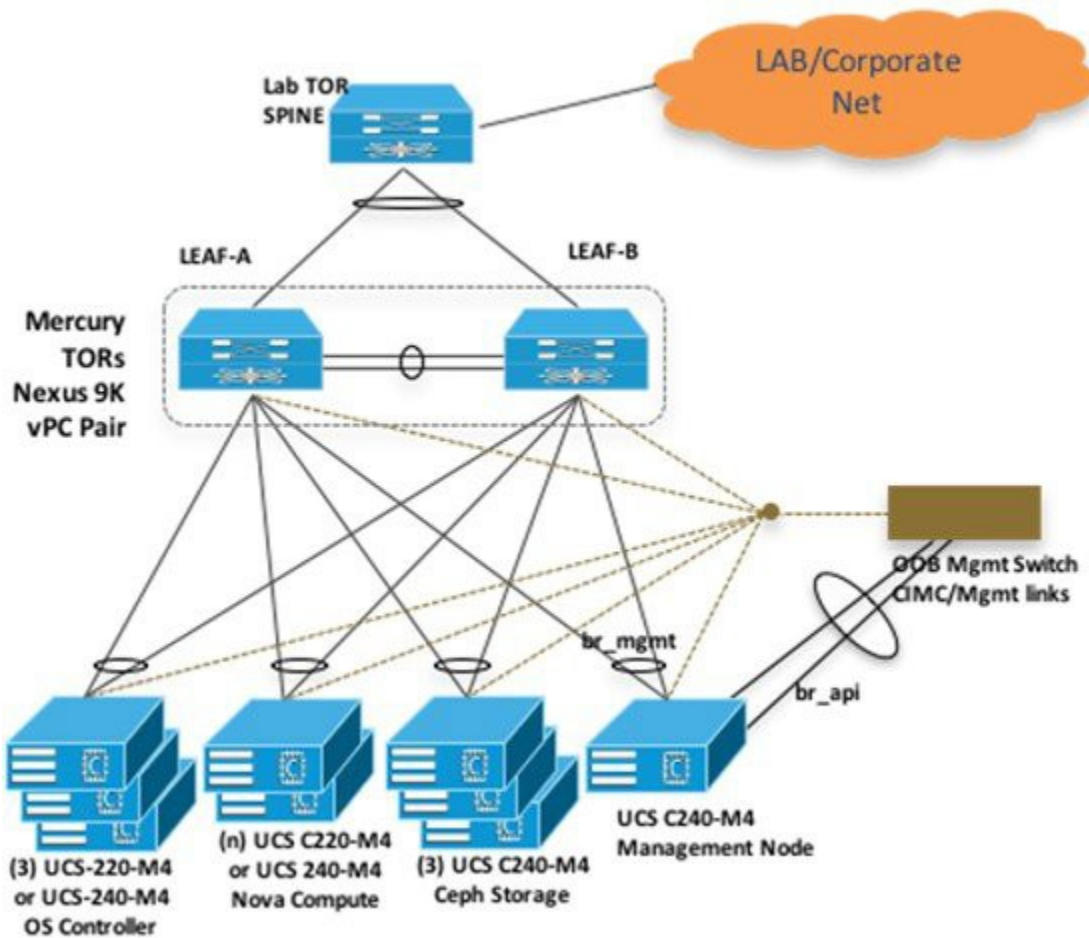 LAB/Corporate
Net
Lab TOR
SPINE
LEAF-A
LEAF-B
Mercury
TORs
Nexus 9K
vPC Pair
OOB Mgmt Switch
CIMC/Mgmt links
br_mgmt
br_api
(3) UCS-220-M4
or UCS-240-M4
OS Controller
(n) UCS C220-M4
or UCS 240-M4
Nova Compute
(3) UCS C240-M4
Ceph Storage
UCS C240-M4
Management Node